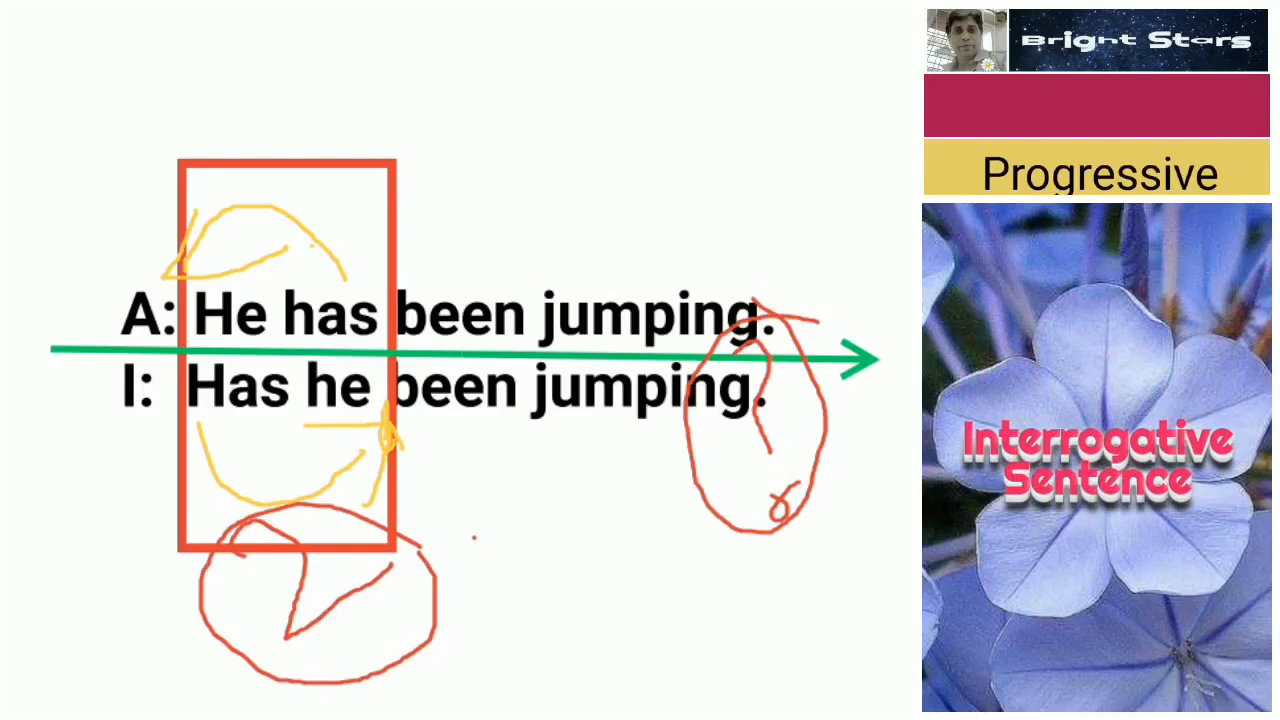 Bright Stars
Progressive
A: He has been jumping.
I: Has he been jumping.
Interrogative
Sentence